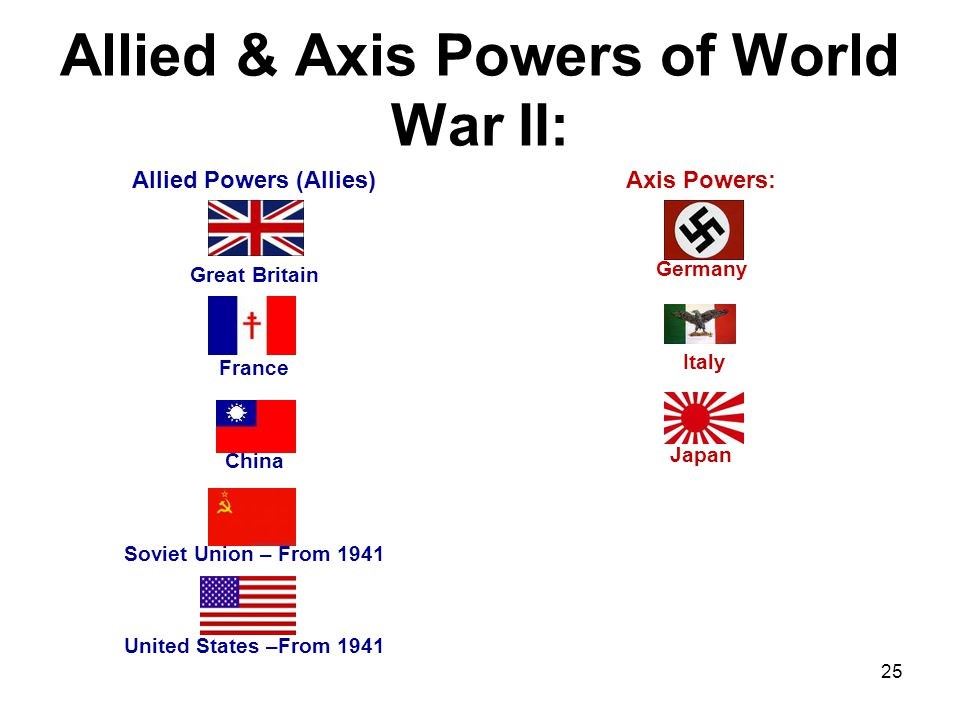 Allied & Axis Powers of World
War II:
Allied Powers (Allies)
Great Britain
France
China
Soviet Union – From 1941
United States –From 1941
Axis Powers:
Germany
Italy
Japan
25